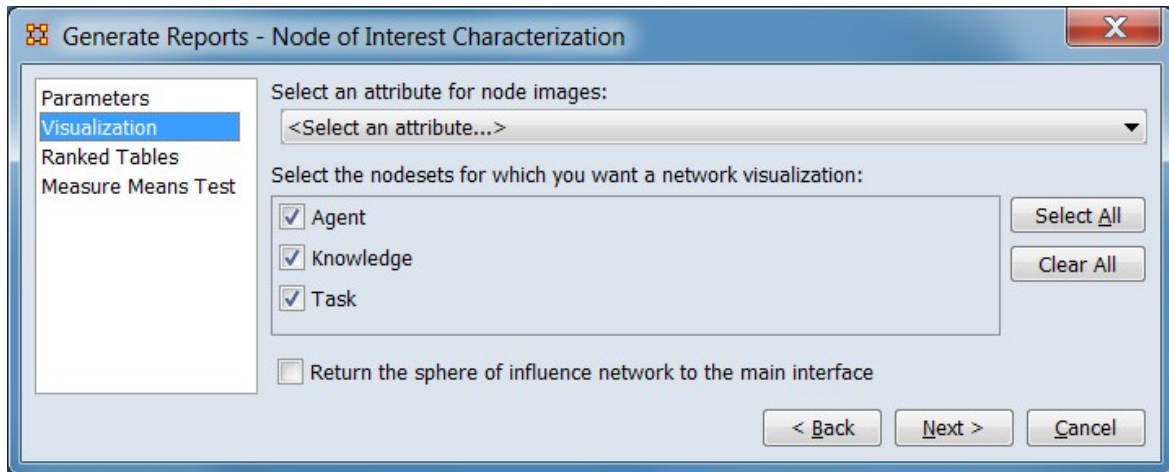 Generate Reports - Node of Interest Characterization
X
Parameters
Visualization
Ranked Tables
Measure Means Test
Select an attribute for node images:
<Select an attribute...>
Select the nodesets for which you want a network visualization:
Agent
Knowledge
Task
Select All
Clear All
Return the sphere of influence network to the main interface
< Back
Next >
Cancel